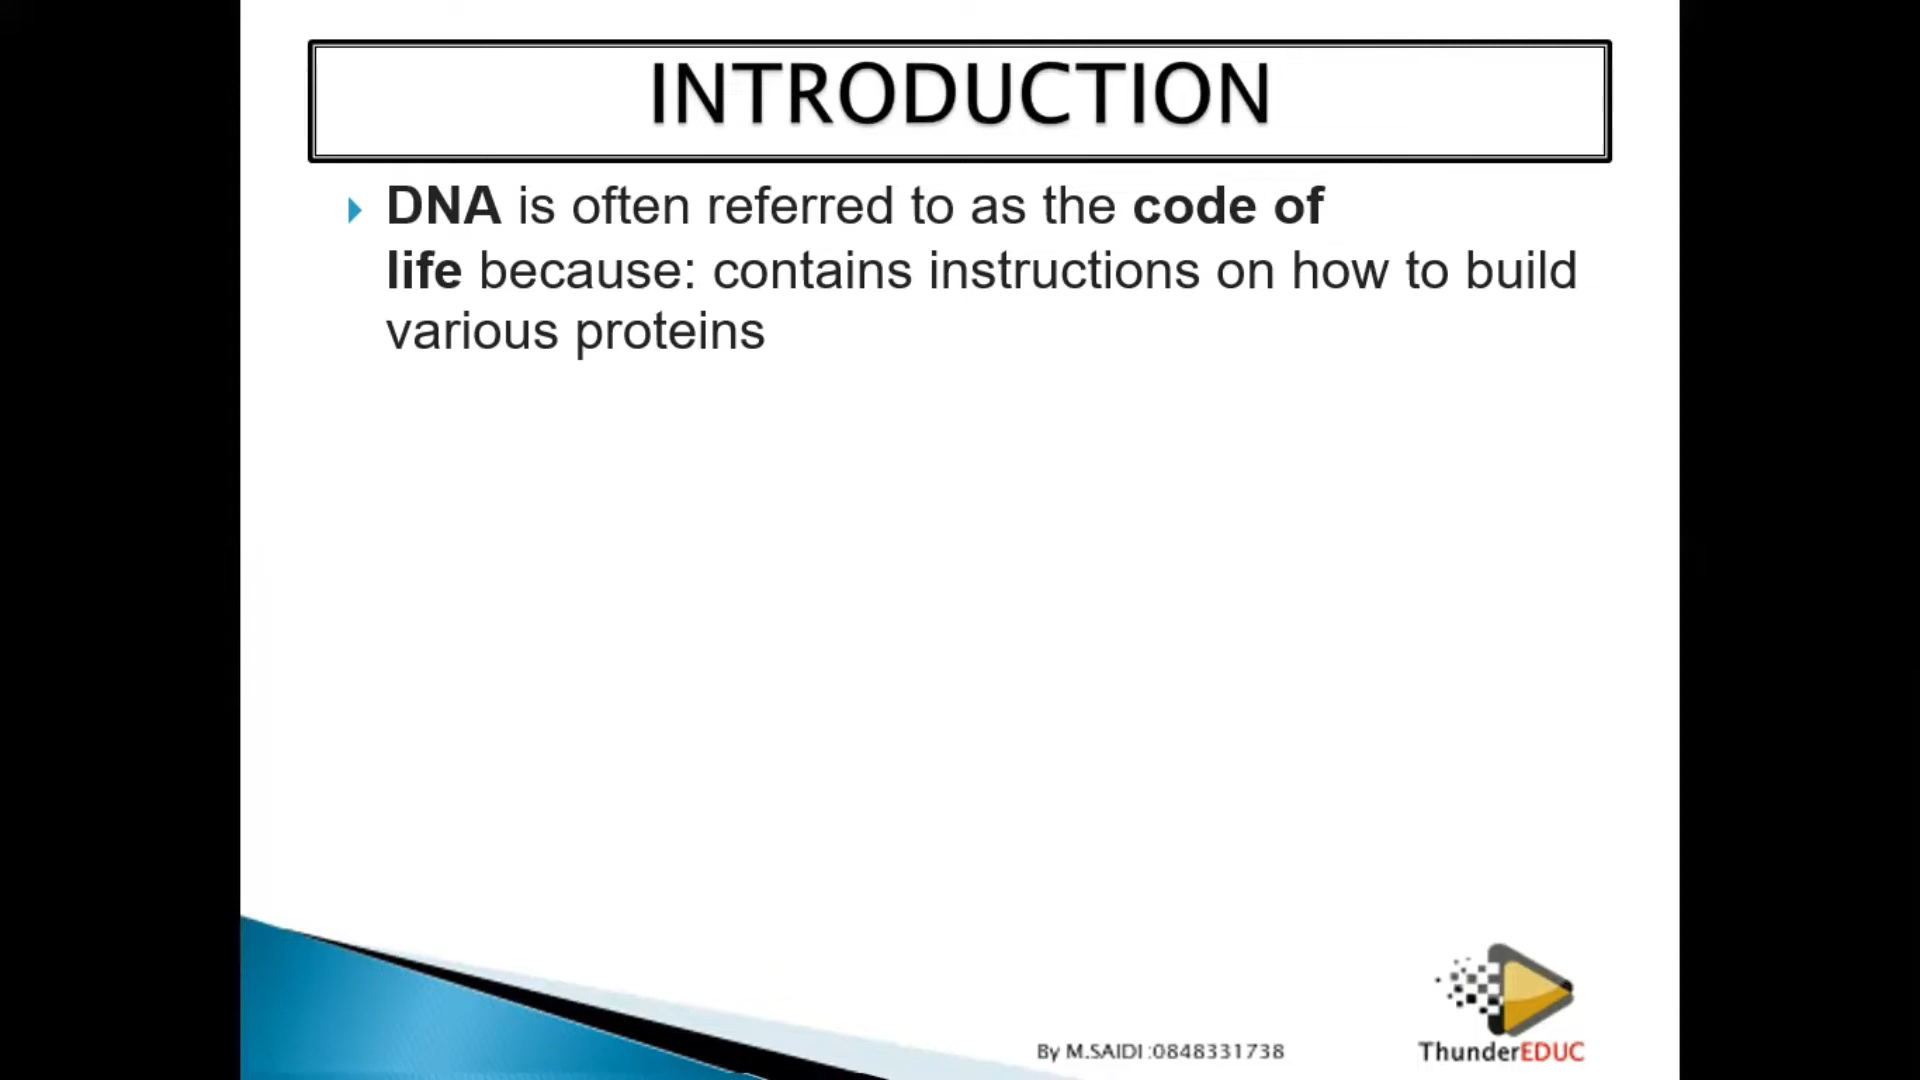 INTRODUCTION
DNA is often referred to as the code of
life because: contains instructions on how to build
various proteins
By M.SAIDI :0848331738
ThunderEDUC